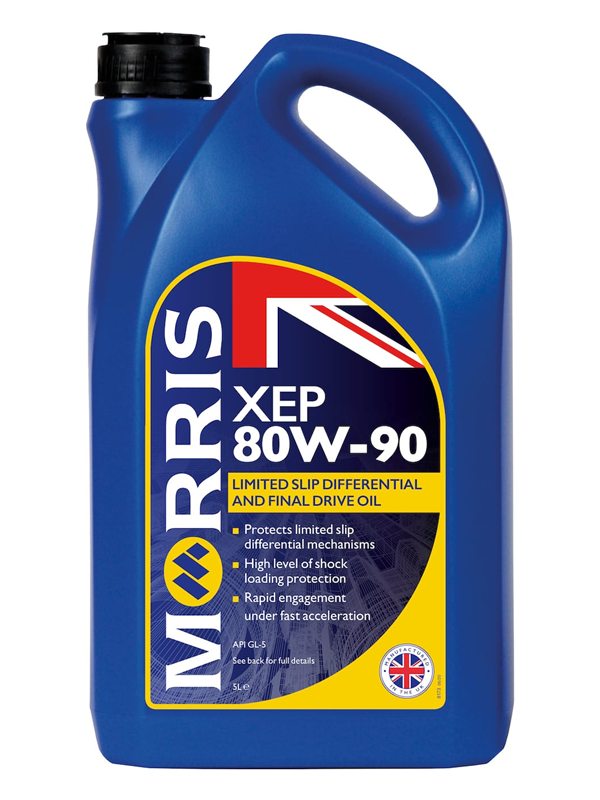 MORRIS
XEP
80W-90
LIMITED SLIP DIFFERENTIAL
AND FINAL DRIVE OIL
Protects limited slip
differential mechanisms
High level of shock
loading protection
Rapid engagement
under fast acceleration
API GL-5
See back for full details
5L e
MANUFACTURED
IN THE UK